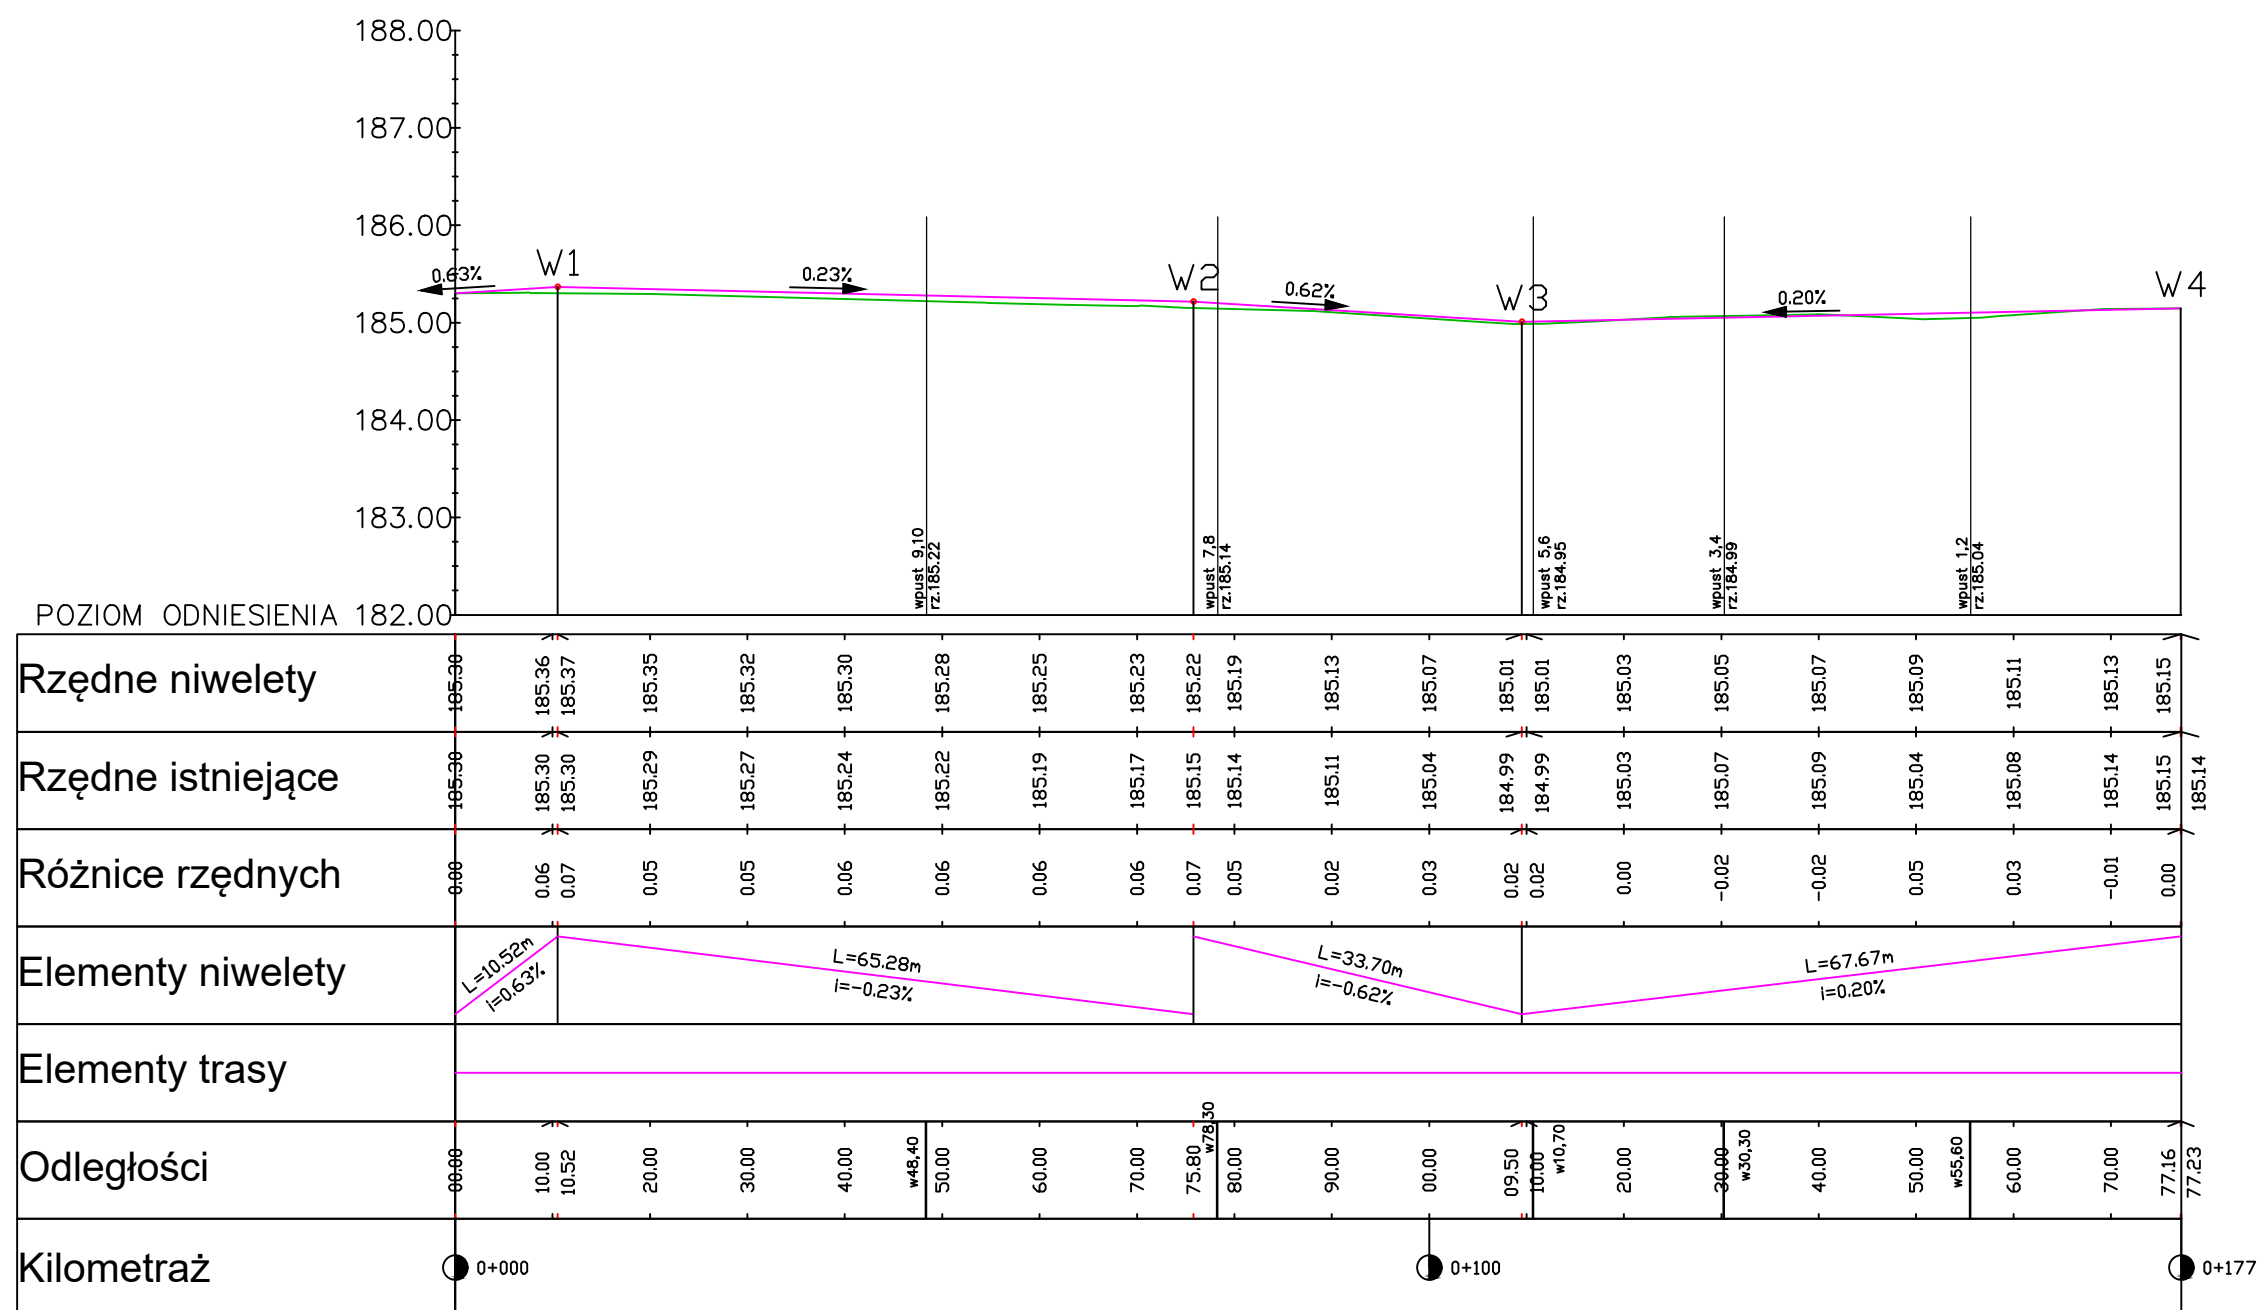 188.00
187.00
186.00
185.00
184.00
183.00
POZIOM ODNIESIENIA 182.00
0.63%
W1
0.23%
W2
0.62%
W3
0.20%
W4
wpust 9,10
rz.185.22
wpust 7,8
rz.185.14
wpust 5,6
rz.184.95
wpust 3,4
rz.184.99
wpust 1,2
rz.185.04
Rzędne niwelety
185.30 185.36 185.37 185.35 185.32 185.30 185.28 185.25 185.23 185.22 185.19 185.13 185.07 185.01 185.01 185.03 185.05 185.07 185.09 185.11 185.13 185.15
Rzędne istniejące
185.30 185.30 185.30 185.29 185.27 185.24 185.22 185.19 185.17 185.15 185.14 185.11 185.04 184.99 184.99 185.03 185.07 185.09 185.04 185.08 185.14 185.15 185.14
Różnice rzędnych
0.00 0.06 0.07 0.05 0.05 0.06 0.06 0.06 0.06 0.07 0.05 0.02 0.03 0.02 0.02 0.00 -0.02 -0.02 0.05 0.03 -0.01 0.00
Elementy niwelety
L=10.52m
i=0.63%
L=65.28m
i=-0.23%
L=33.70m
i=-0.62%
L=67.67m
i=0.20%
Elementy trasy
Odległości
00.00 10.00 10.52 20.00 30.00 40.00 w48,40 50.00 60.00 70.00 75.80 w78,30 80.00 90.00 00.00 09.50 10.00 w10,70 20.00 30.00 w30,30 40.00 50.00 w55,60 60.00 70.00 77.16 77.23
Kilometraż
0+000 0+100 0+177